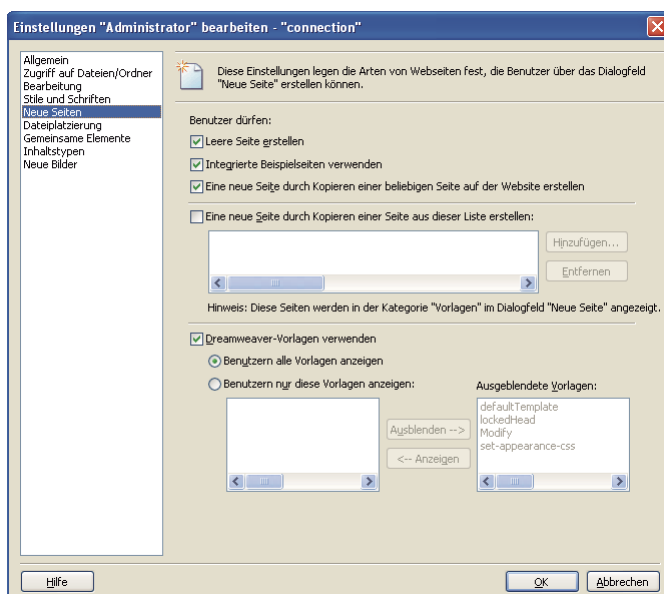 Einstellungen "Administrator" bearbeiten - "connection"
Allgemein
Zugriff auf Dateien/Ordner
Bearbeitung
Stile und Schriften
Neue Seiten
Dateiplatzierung
Gemeinsame Elemente
Inhaltstypen
Neue Bilder
Diese Einstellungen legen die Arten von Webseiten fest, die Benutzer über das Dialogfeld
"Neue Seite" erstellen können.
Benutzer dürfen:
Leere Seite erstellen
Integrierte Beispielseiten verwenden
Eine neue Seite durch Kopieren einer beliebigen Seite auf der Website erstellen
Eine neue Seite durch Kopieren einer Seite aus dieser Liste erstellen:
Hinzufügen...
Entfernen
Hinweis: Diese Seiten werden in der Kategorie "Vorlagen" im Dialogfeld "Neue Seite" angezeigt.
Dreamweaver-Vorlagen verwenden
Benutzern alle Vorlagen anzeigen
Benutzern nur diese Vorlagen anzeigen:
Ausgeblendete Vorlagen:
Ausblenden -->
<-- Anzeigen
defaultTemplate
lockedHead
Modify
set-appearance-css
Hilfe
OK
Abbrechen